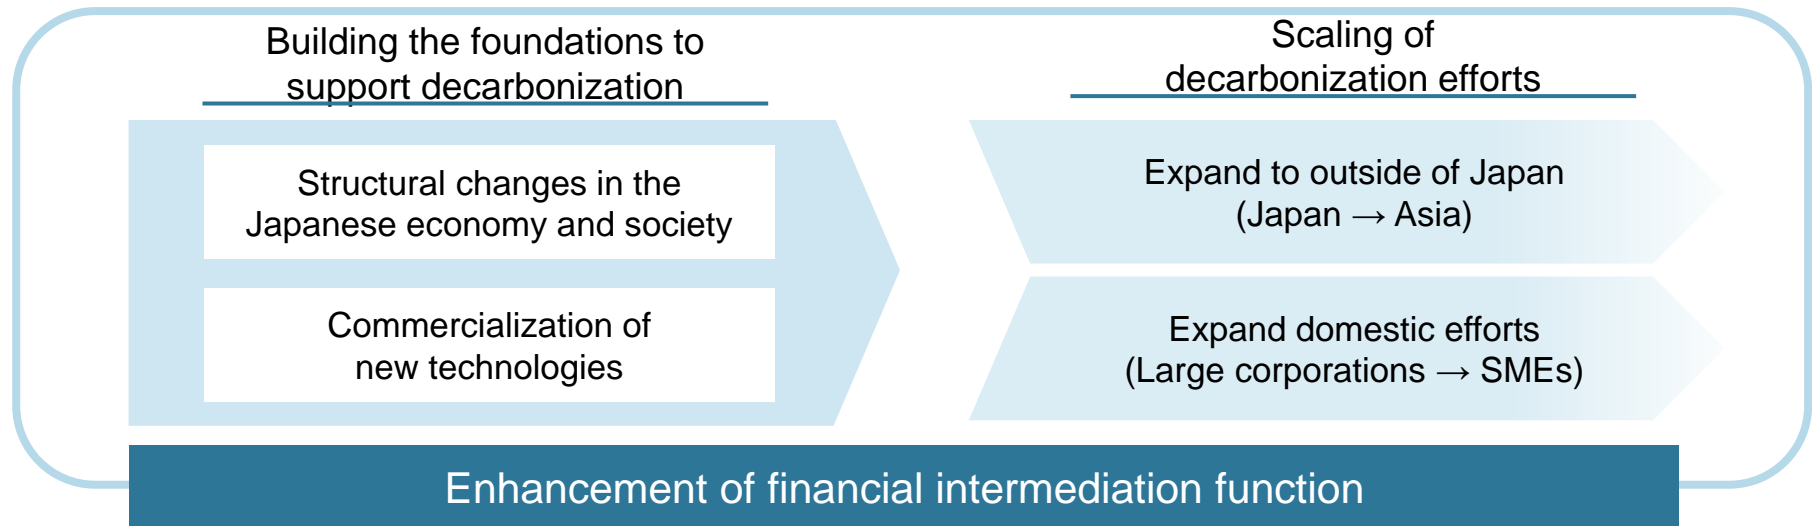 Building the foundations to
support decarbonization
Structural changes in the
Japanese economy and society
Commercialization of
new technologies
Scaling of
decarbonization efforts
Expand to outside of Japan
(Japan → Asia)
Expand domestic efforts
(Large corporations → SMEs)
Enhancement of financial intermediation function